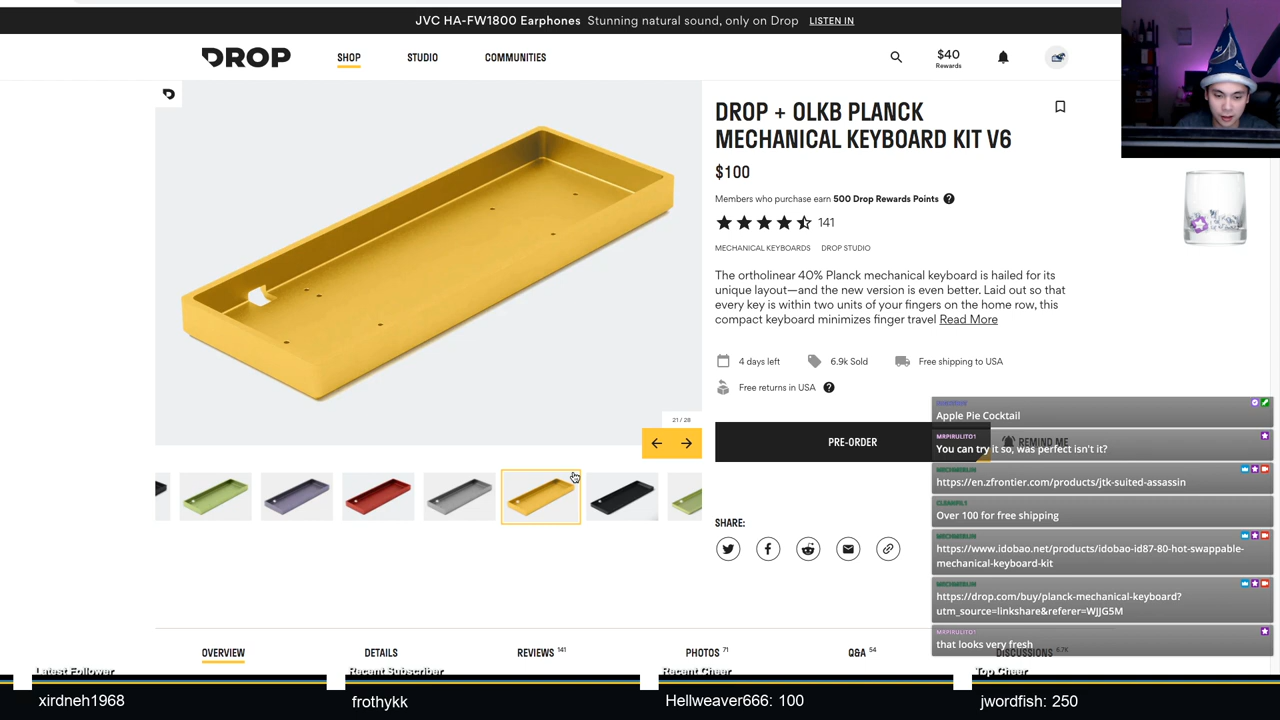 JVC HA-FW1800 Earphones Stunning natural sound, only on Drop LISTEN IN
DROP
SHOP
STUDIO
COMMUNITIES
$40
Rewards
DROP + OLKB PLANCK
MECHANICAL KEYBOARD KIT V6
$100
Members who purchase earn 500 Drop Rewards Points ?
141
MECHANICAL KEYBOARDS DROP STUDIO
The ortholinear 40% Planck mechanical keyboard is hailed for its
unique layout—and the new version is even better. Laid out so that
every key is within two units of your fingers on the home row, this
compact keyboard minimizes finger travel Read More
4 days left
6.9k Sold
Free shipping to USA
Free returns in USA ?
21 / 28
PRE-ORDER
REMIND ME
SHARE:
Apple Pie Cocktail
MRPIRULITO1
You can try it so, was perfect isn't it?
MECHMERLIN
https://en.zfrontier.com/products/jtk-suited-assassin
Over 100 for free shipping
MECHMERLIN
https://www.idobao.net/products/idobao-id87-80-hot-swappable-
mechanical-keyboard-kit
MECHMERLIN
https://drop.com/buy/planck-mechanical-keyboard?
utm_source=linkshare&referer=WJJG5M
MRPIRULITO1
that looks very fresh
OVERVIEW
DETAILS
REVIEWS 141
PHOTOS 71
Q&A 54
DISCUSSIONS 6.7K
Latest Follower
xirdneh1968
Recent Subscriber
frothykk
Recent Cheer
Hellweaver666: 100
Top Cheer
jwordfish: 250